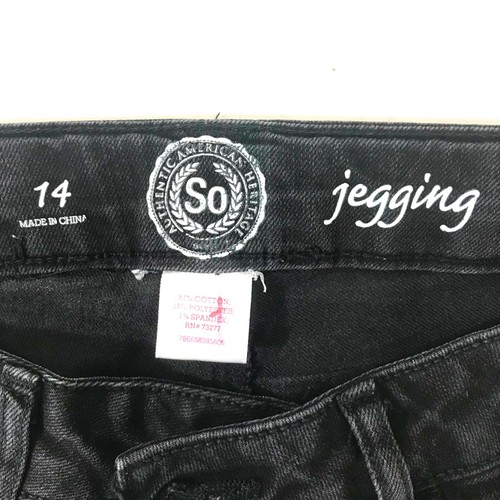 14
MADE IN CHINA
AUTHENTIC AMERICAN HERITAGE
So
jegging
% COTTON
% POLYESTER
% SPANDEX
RN# 73277